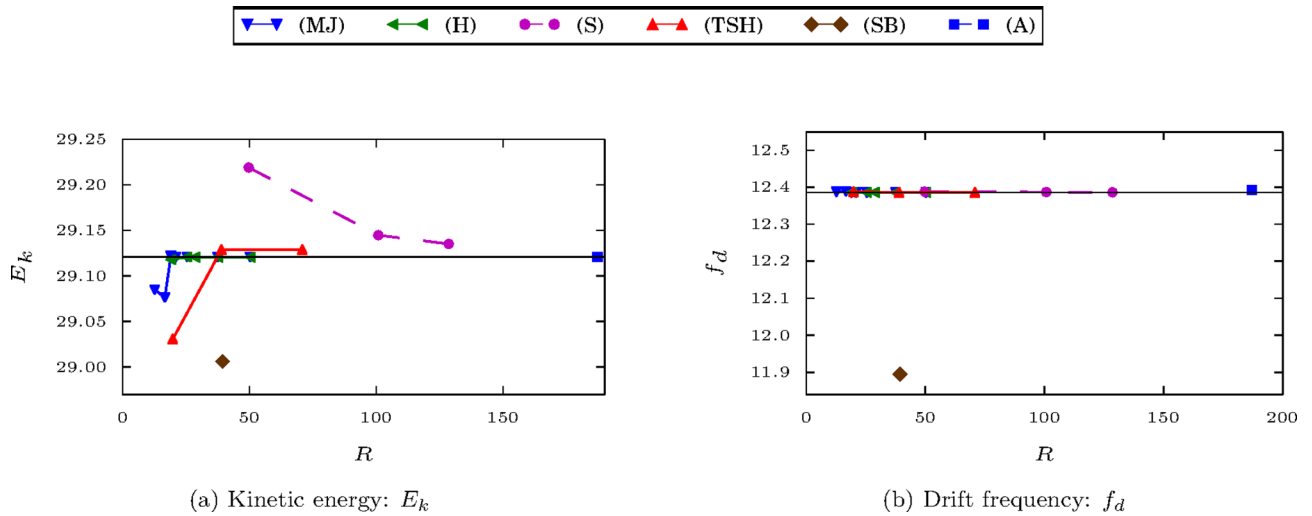 (MJ) (H) (S) (TSH) (SB) (A)
29.25
29.20
29.15
29.10
29.05
29.00
E_k
0 50 100 150
R
(a) Kinetic energy: E_k
12.5
12.4
12.3
12.2
12.1
12.0
11.9
f_d
0 50 100 150 200
R
(b) Drift frequency: f_d